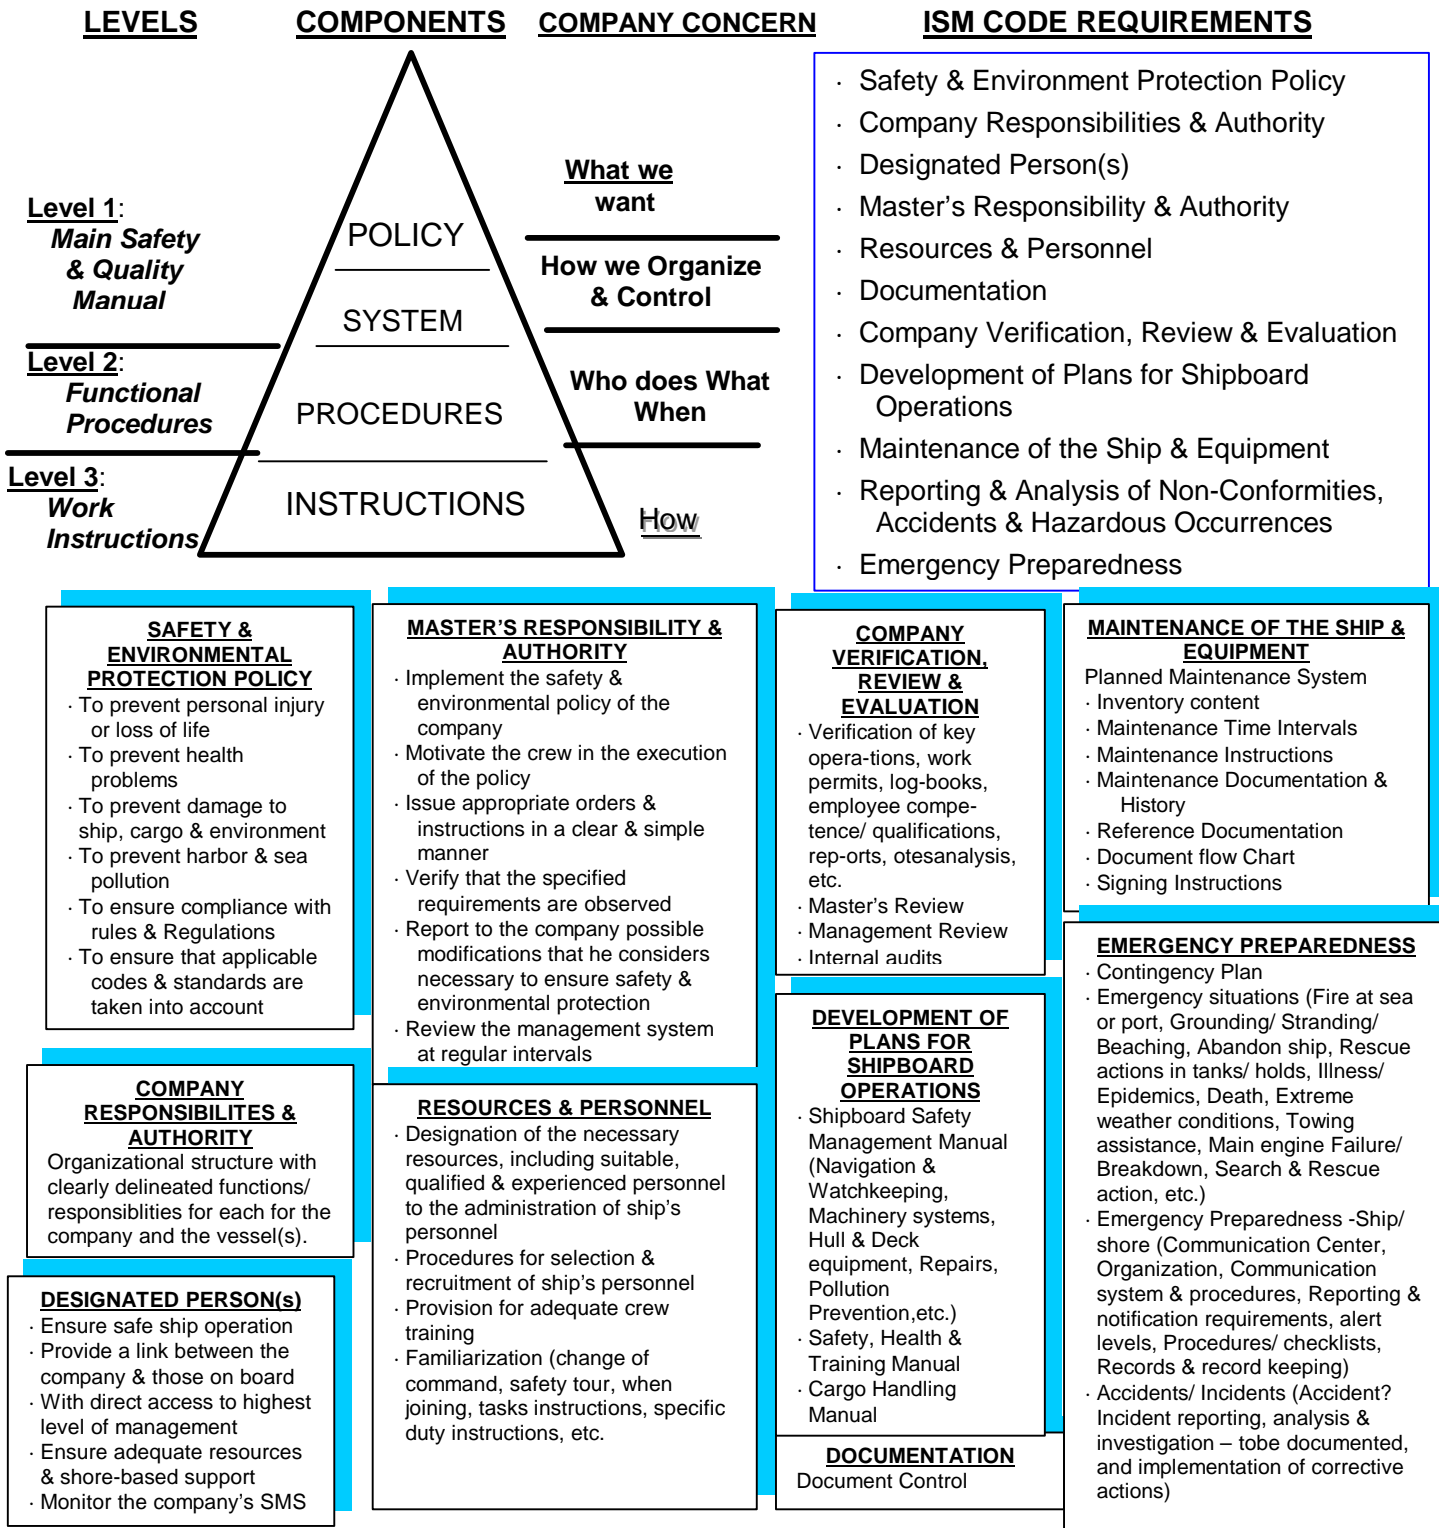 LEVELS
COMPONENTS
COMPANY CONCERN
ISM CODE REQUIREMENTS
Level 1:
Main Safety
& Quality
Manual
Level 2:
Functional
Procedures
Level 3:
Work
Instructions
POLICY
SYSTEM
PROCEDURES
INSTRUCTIONS
What we
want
How we Organize
& Control
Who does What
When
How
· Safety & Environment Protection Policy
· Company Responsibilities & Authority
· Designated Person(s)
· Master's Responsibility & Authority
· Resources & Personnel
· Documentation
· Company Verification, Review & Evaluation
· Development of Plans for Shipboard
Operations
· Maintenance of the Ship & Equipment
· Reporting & Analysis of Non-Conformities,
Accidents & Hazardous Occurrences
· Emergency Preparedness
SAFETY &
ENVIRONMENTAL
PROTECTION POLICY
· To prevent personal injury
or loss of life
· To prevent health
problems
· To prevent damage to
ship, cargo & environment
· To prevent harbor & sea
pollution
· To ensure compliance with
rules & Regulations
· To ensure that applicable
codes & standards are
taken into account
COMPANY
RESPONSIBILITES &
AUTHORITY
Organizational structure with
clearly delineated functions/
responsiblities for each for the
company and the vessel(s).
DESIGNATED PERSON(s)
· Ensure safe ship operation
· Provide a link between the
company & those on board
· With direct access to highest
level of management
· Ensure adequate resources
& shore-based support
· Monitor the company's SMS
MASTER'S RESPONSIBILITY &
AUTHORITY
· Implement the safety &
environmental policy of the
company
· Motivate the crew in the execution
of the policy
· Issue appropriate orders &
instructions in a clear & simple
manner
· Verify that the specified
requirements are observed
· Report to the company possible
modifications that he considers
necessary to ensure safety &
environmental protection
· Review the management system
at regular intervals
RESOURCES & PERSONNEL
· Designation of the necessary
resources, including suitable,
qualified & experienced personnel
to the administration of ship's
personnel
· Procedures for selection &
recruitment of ship's personnel
· Provision for adequate crew
training
· Familiarization (change of
command, safety tour, when
joining, tasks instructions, specific
duty instructions, etc.
COMPANY
VERIFICATION,
REVIEW &
EVALUATION
· Verification of key
opera-tions, work
permits, log-books,
employee compe-
tence/ qualifications,
rep-orts, otesanalysis,
etc.
· Master's Review
· Management Review
· Internal audits
DEVELOPMENT OF
PLANS FOR
SHIPBOARD
OPERATIONS
· Shipboard Safety
Management Manual
(Navigation &
Watchkeeping,
Machinery systems,
Hull & Deck
equipment, Repairs,
Pollution
Prevention,etc.)
· Safety, Health &
Training Manual
· Cargo Handling
Manual
DOCUMENTATION
Document Control
MAINTENANCE OF THE SHIP &
EQUIPMENT
Planned Maintenance System
· Inventory content
· Maintenance Time Intervals
· Maintenance Instructions
· Maintenance Documentation &
History
· Reference Documentation
· Document flow Chart
· Signing Instructions
EMERGENCY PREPAREDNESS
· Contingency Plan
· Emergency situations (Fire at sea
or port, Grounding/ Stranding/
Beaching, Abandon ship, Rescue
actions in tanks/ holds, Illness/
Epidemics, Death, Extreme
weather conditions, Towing
assistance, Main engine Failure/
Breakdown, Search & Rescue
action, etc.)
· Emergency Preparedness -Ship/
shore (Communication Center,
Organization, Communication
system & procedures, Reporting &
notification requirements, alert
levels, Procedures/ checklists,
Records & record keeping)
· Accidents/ Incidents (Accident?
Incident reporting, analysis &
investigation – tobe documented,
and implementation of corrective
actions)